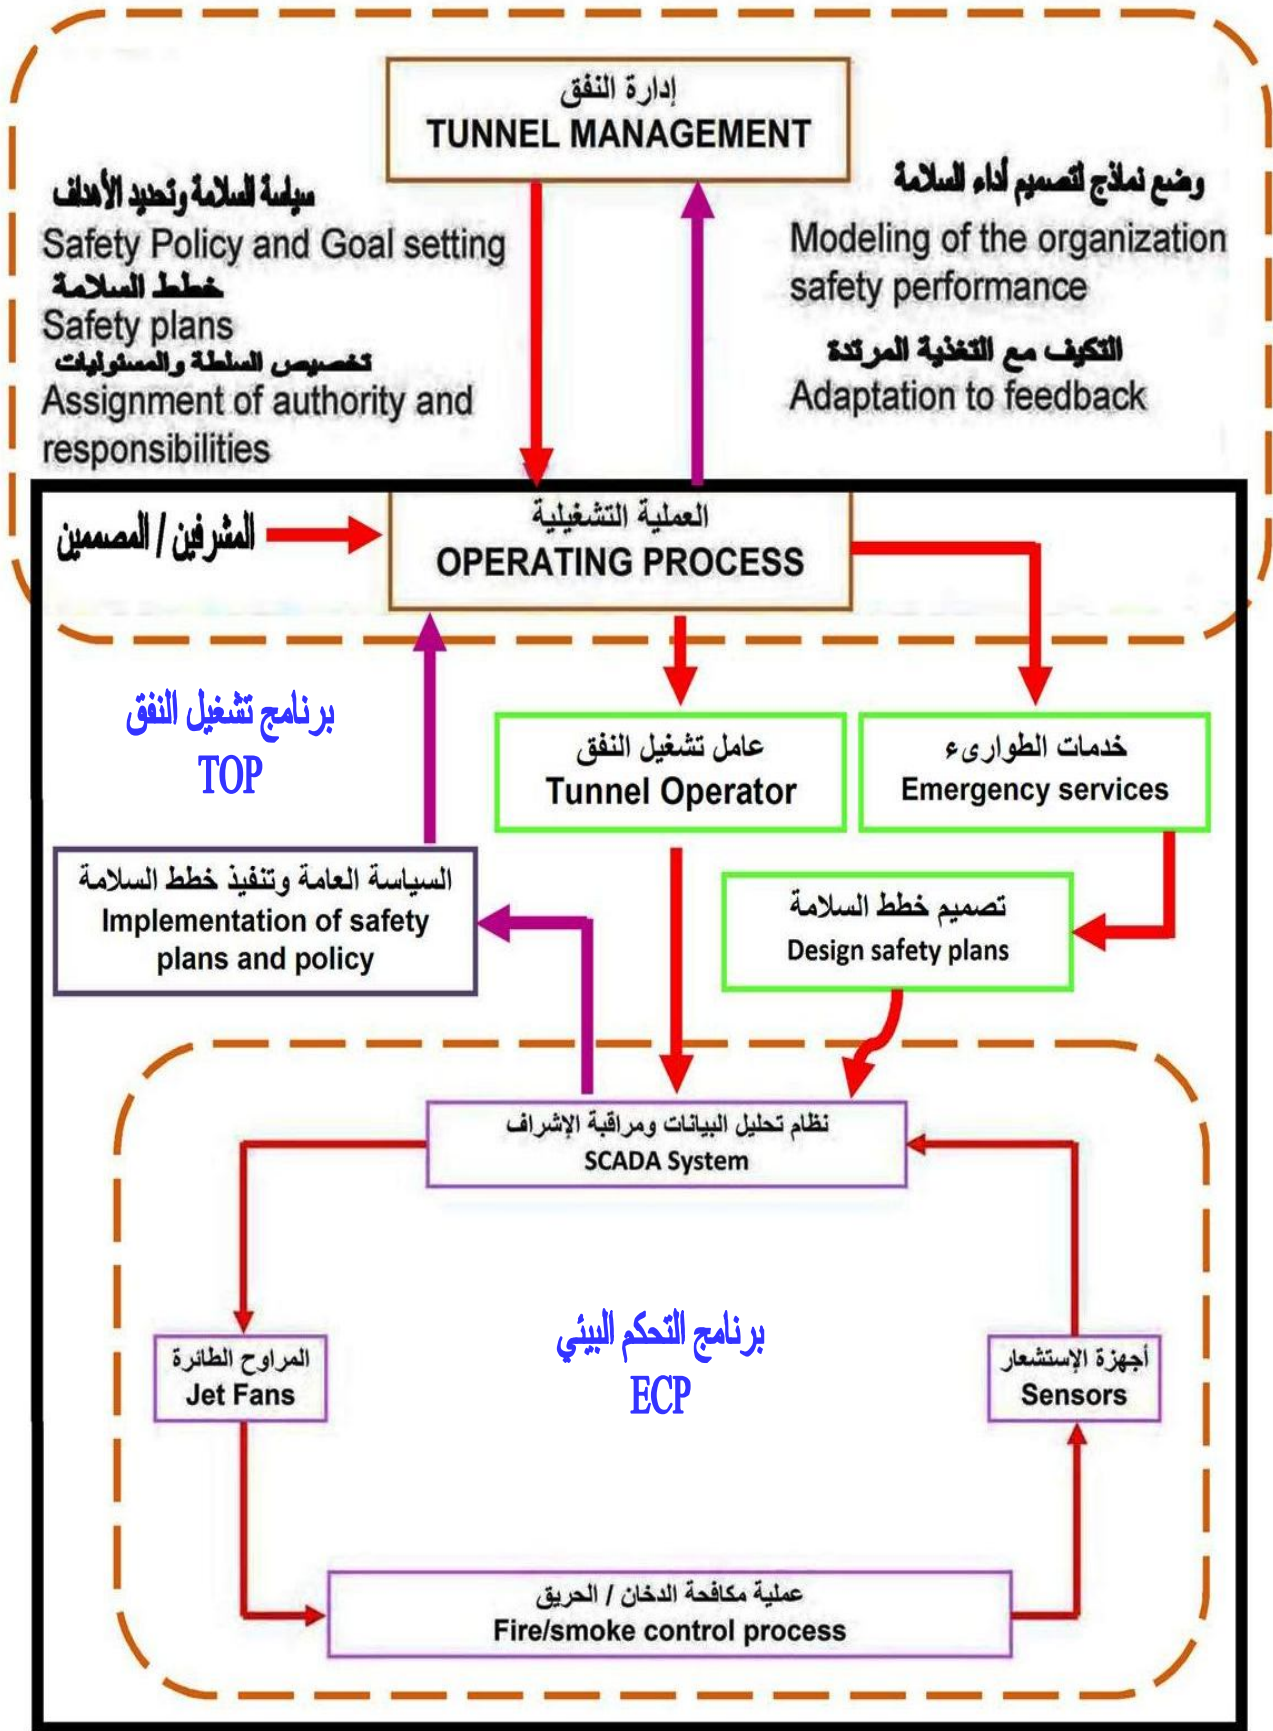 إدارة النفق
TUNNEL MANAGEMENT
سياسة السلامة وتحديد الأهداف
Safety Policy and Goal setting
خطط السلامة
Safety plans
تخصيص السلطة والمسئوليات
Assignment of authority and
responsibilities
وضع نماذج لتصميم أداء السلامة
Modeling of the organization
safety performance
التكيف مع التغذية المرتدة
Adaptation to feedback
المشرفين / المصممين
العملية التشغيلية
OPERATING PROCESS
برنامج تشغيل النفق
TOP
عامل تشغيل النفق
Tunnel Operator
خدمات الطوارىء
Emergency services
السياسة العامة وتنفيذ خطط السلامة
Implementation of safety
plans and policy
تصميم خطط السلامة
Design safety plans
نظام تحليل البيانات ومراقبة الإشراف
SCADA System
المراوح الطائرة
Jet Fans
برنامج التحكم البيئي
ECP
أجهزة الإستشعار
Sensors
عملية مكافحة الدخان / الحريق
Fire/smoke control process